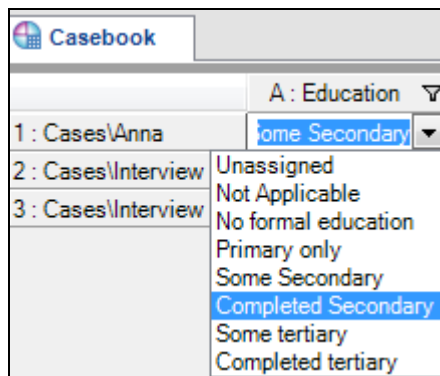 Casebook
A : Education
1 : Cases\Anna Some Secondary
2 : Cases\Interview Unassigned
Not Applicable
3 : Cases\Interview No formal education
Primary only
Some Secondary
Completed Secondary
Some tertiary
Completed tertiary